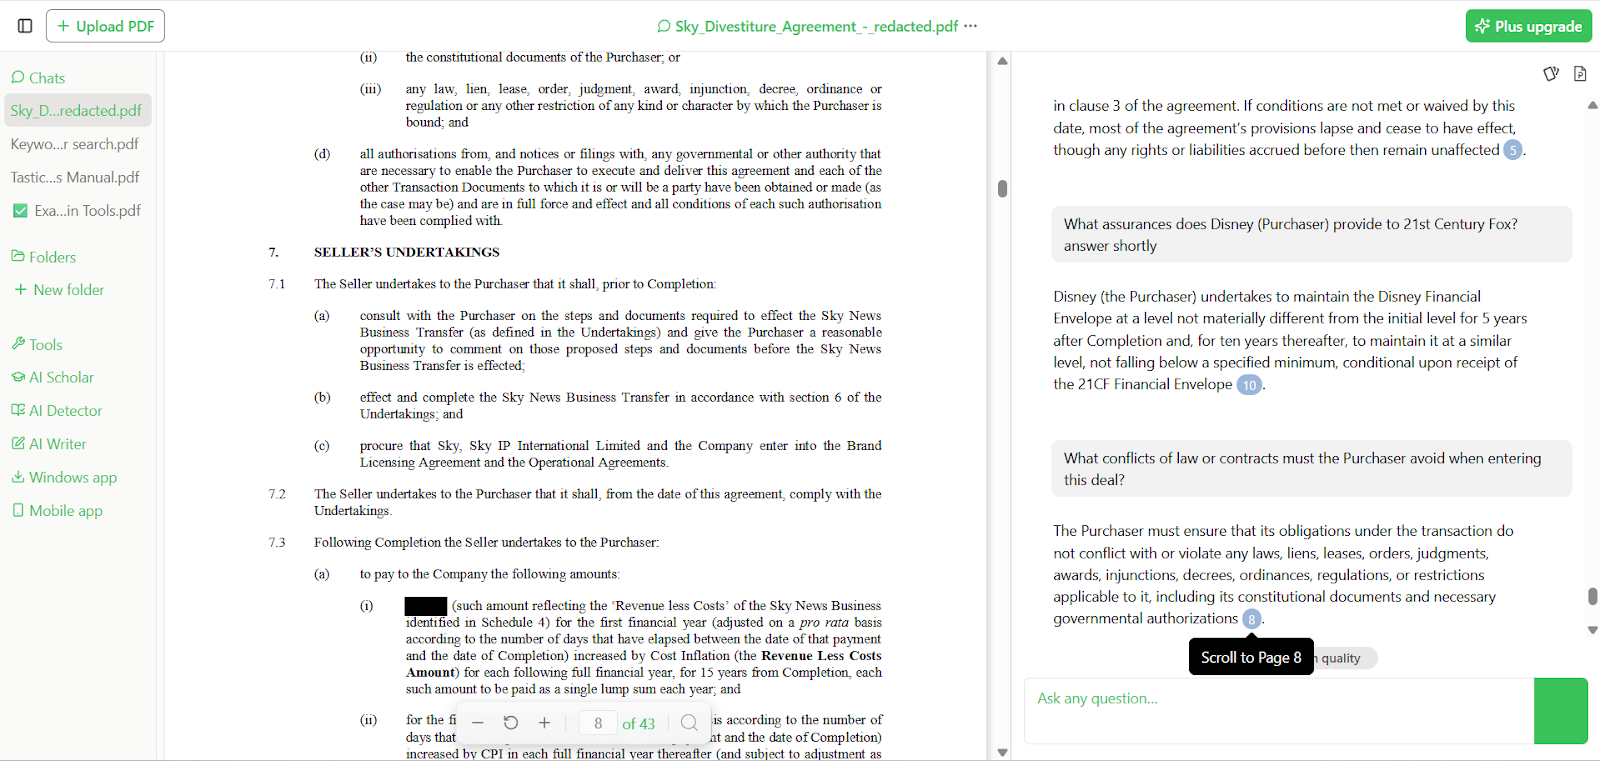 + Upload PDF
Sky_Divestiture_Agreement_-_redacted.pdf ···
Plus upgrade
Chats
Sky_D...redacted.pdf
Keywo...r search.pdf
Tastic...s Manual.pdf
Exa...in Tools.pdf
Folders
+ New folder
Tools
AI Scholar
AI Detector
AI Writer
Windows app
Mobile app
(ii) the constitutional documents of the Purchaser; or
(iii) any law, lien, lease, order, judgment, award, injunction, decree, ordinance or
regulation or any other restriction of any kind or character by which the Purchaser is
bound; and
(d) all authorisations from, and notices or filings with, any governmental or other authority that
are necessary to enable the Purchaser to execute and deliver this agreement and each of the
other Transaction Documents to which it is or will be a party have been obtained or made (as
the case may be) and are in full force and effect and all conditions of each such authorisation
have been complied with.
7. SELLER'S UNDERTAKINGS
7.1 The Seller undertakes to the Purchaser that it shall, prior to Completion:
(a) consult with the Purchaser on the steps and documents required to effect the Sky News
Business Transfer (as defined in the Undertakings) and give the Purchaser a reasonable
opportunity to comment on those proposed steps and documents before the Sky News
Business Transfer is effected;
(b) effect and complete the Sky News Business Transfer in accordance with section 6 of the
Undertakings; and
(c) procure that Sky, Sky IP International Limited and the Company enter into the Brand
Licensing Agreement and the Operational Agreements.
7.2 The Seller undertakes to the Purchaser that it shall, from the date of this agreement, comply with the
Undertakings.
7.3 Following Completion the Seller undertakes to the Purchaser:
(a) to pay to the Company the following amounts:
(i) (such amount reflecting the 'Revenue less Costs' of the Sky News Business
identified in Schedule 4) for the first financial year (adjusted on a pro rata basis
according to the number of days that have elapsed between the date of that payment
and the date of Completion) increased by Cost Inflation (the Revenue Less Costs
Amount) for each following full financial year, for 15 years from Completion, each
such amount to be paid as a single lump sum each year; and
(ii) for the fi is according to the number of
days that nt and the date of Completion)
increased by CPI in each full financial year thereafter (and subject to adjustment as
8 of 43
in clause 3 of the agreement. If conditions are not met or waived by this
date, most of the agreement's provisions lapse and cease to have effect,
though any rights or liabilities accrued before then remain unaffected 5.
What assurances does Disney (Purchaser) provide to 21st Century Fox?
answer shortly
Disney (the Purchaser) undertakes to maintain the Disney Financial
Envelope at a level not materially different from the initial level for 5 years
after Completion and, for ten years thereafter, to maintain it at a similar
level, not falling below a specified minimum, conditional upon receipt of
the 21CF Financial Envelope 10.
What conflicts of law or contracts must the Purchaser avoid when entering
this deal?
The Purchaser must ensure that its obligations under the transaction do
not conflict with or violate any laws, liens, leases, orders, judgments,
awards, injunctions, decrees, ordinances, regulations, or restrictions
applicable to it, including its constitutional documents and necessary
governmental authorizations 8.
Scroll to Page 8
quality
Ask any question...